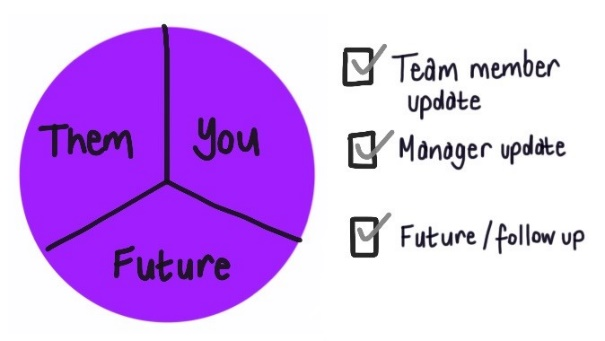 Them
You
Future
Team member
update
Manager update
Future/follow up